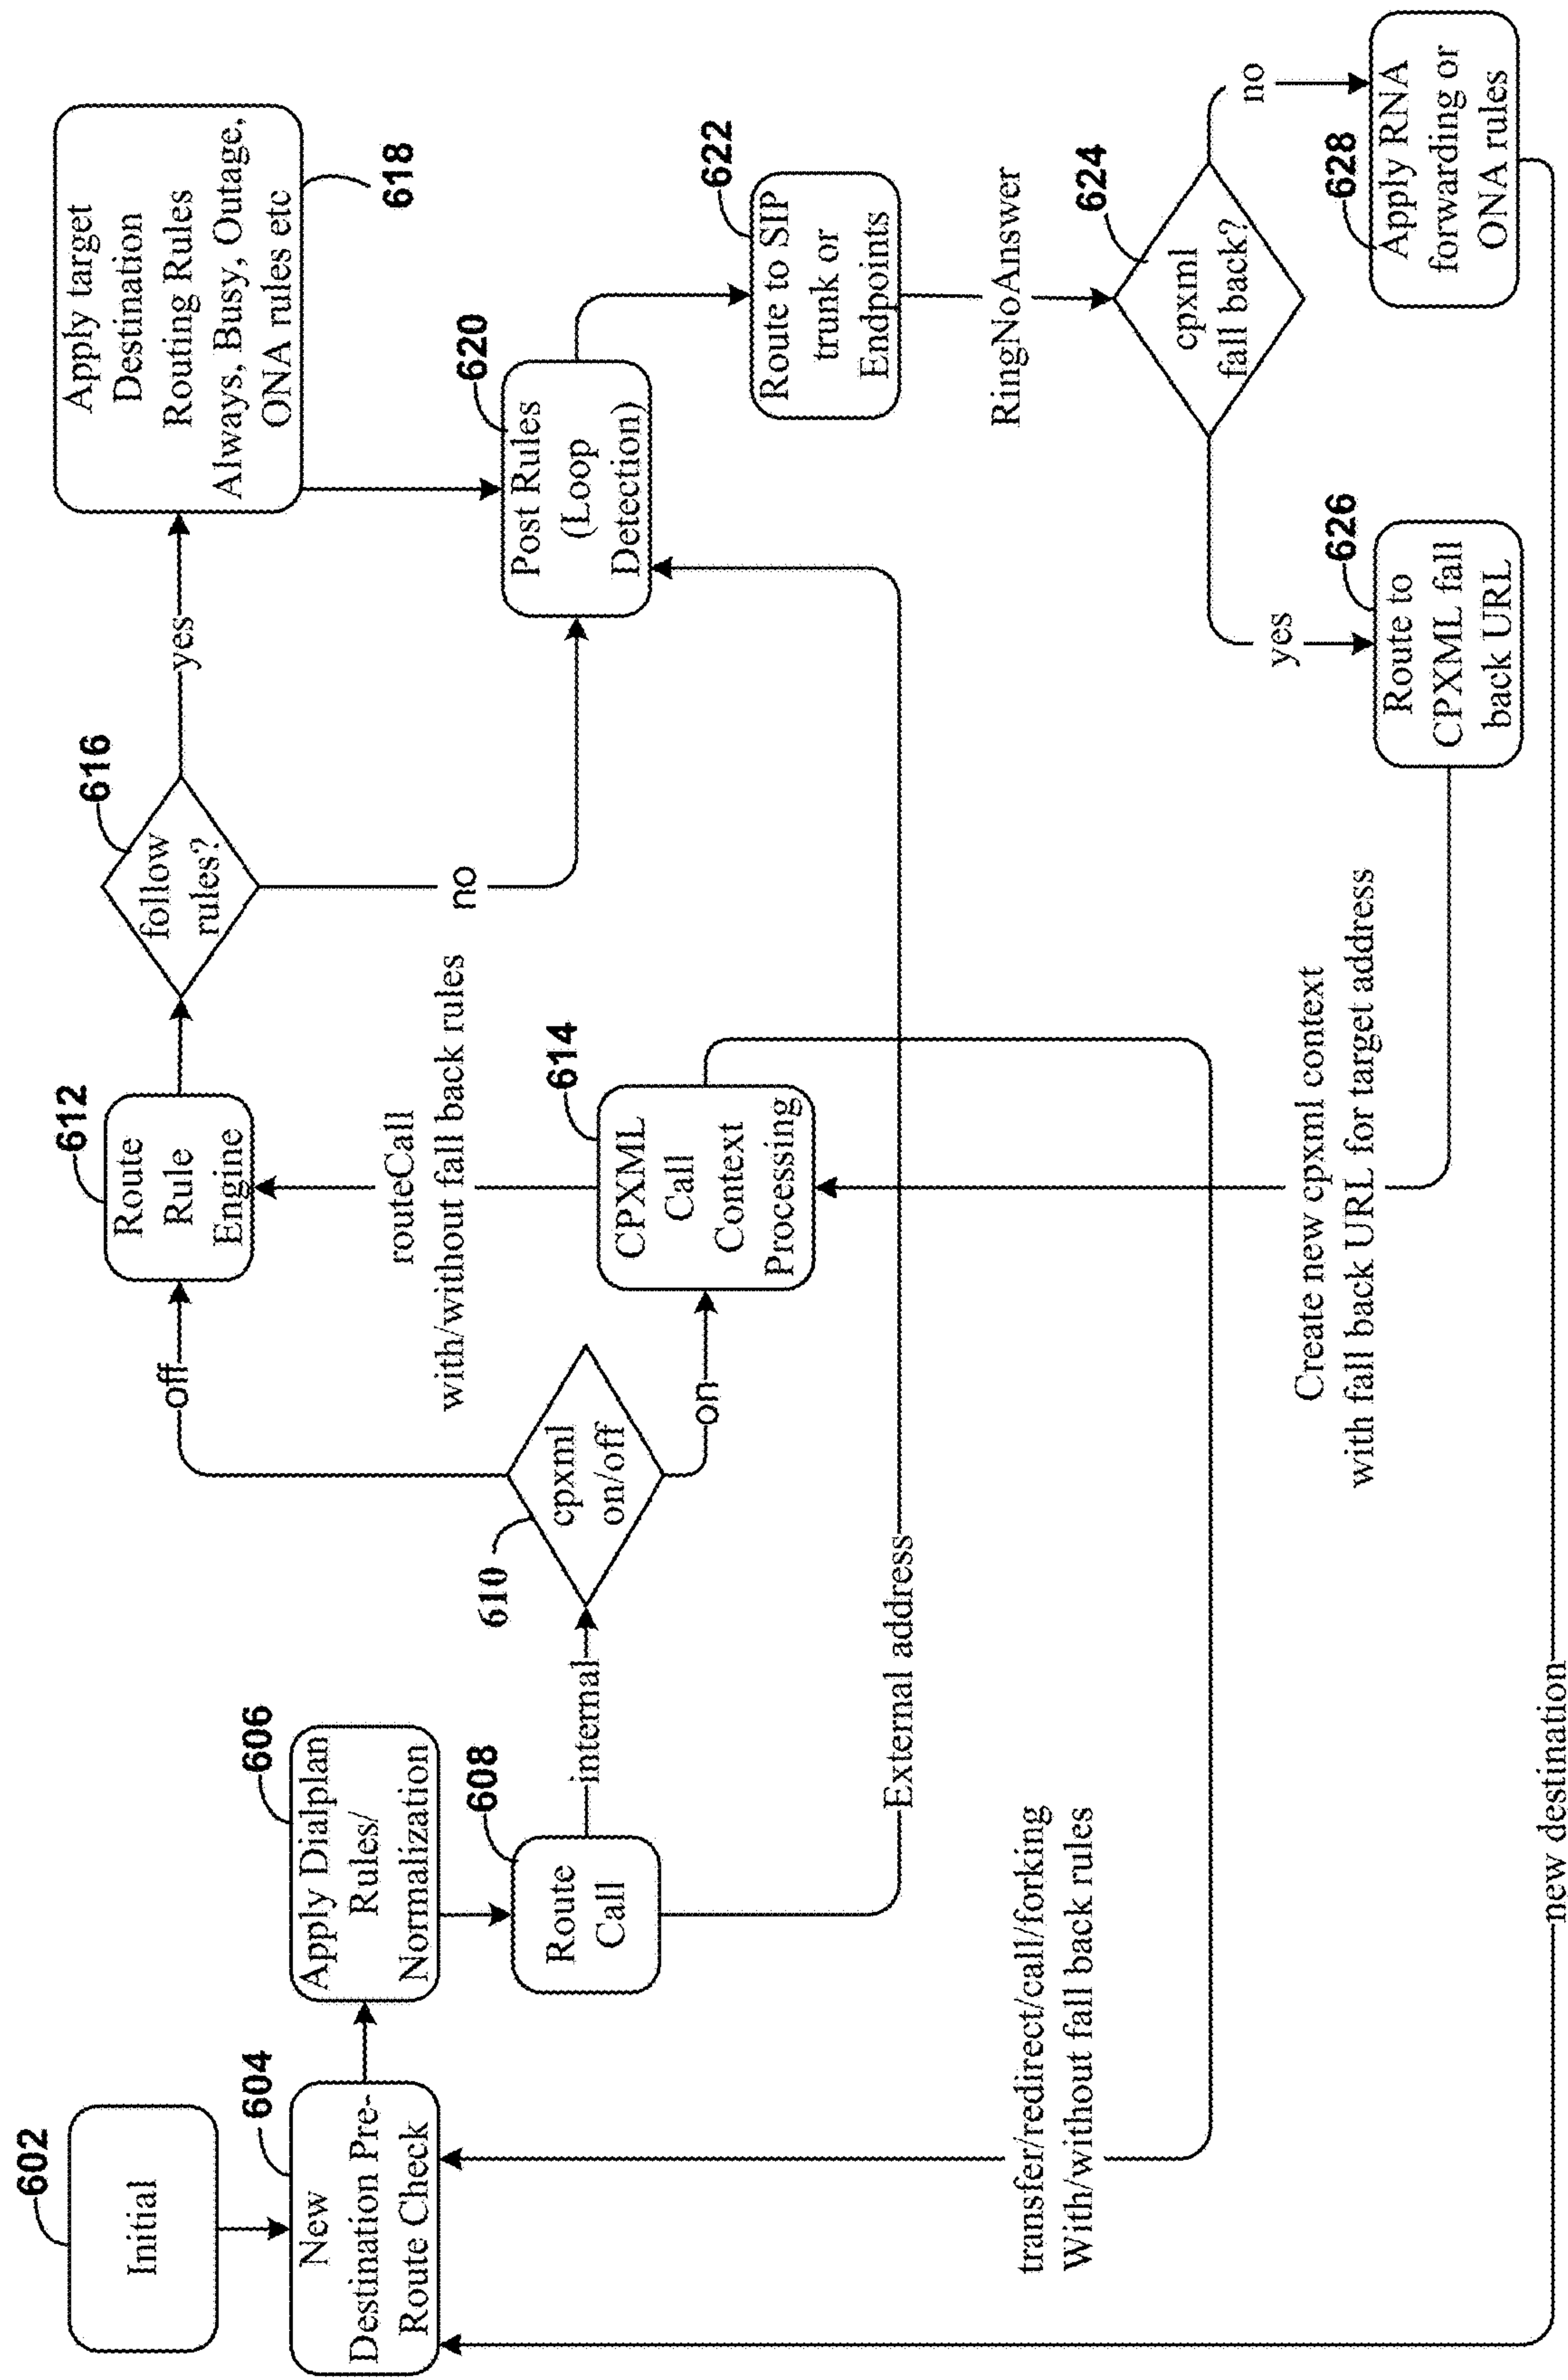 602
Initial
604
New
Destination Pre-
Route Check
606
Apply Dialplan
Rules/
Normalization
608
Route
Call
internal
External address
610
cpxml
on/off
off
on
612
Route
Rule
Engine
routeCall
with/without fall back rules
614
CPXML
Call
Context
Processing
transfer/redirect/call/forking
With/without fall back rules
616
follow
rules?
yes
no
618
Apply target
Destination
Routing Rules
Always, Busy, Outage,
ONA rules etc
620
Post Rules
(Loop
Detection)
622
Route to SIP
trunk or
Endpoints
RingNoAnswer
624
cpxml
fall back?
yes
no
626
Route to
CPXML fall
back URL
Create new cpxml context
with fall back URL for target address
628
Apply RNA
forwarding or
ONA rules
new destination